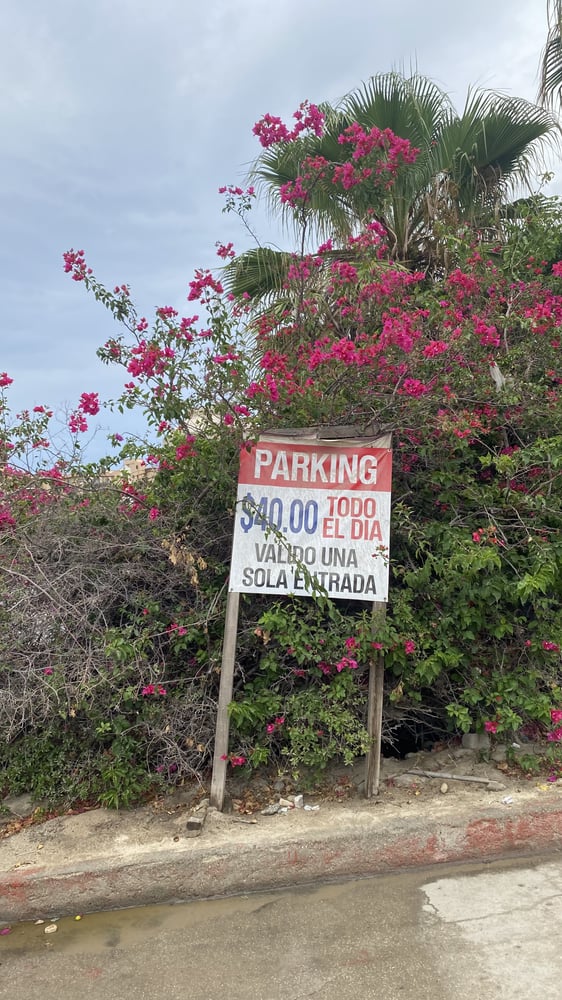 PARKING
$40.00 TODO
EL DIA
VALIDO UNA
SOLA ENTRADA